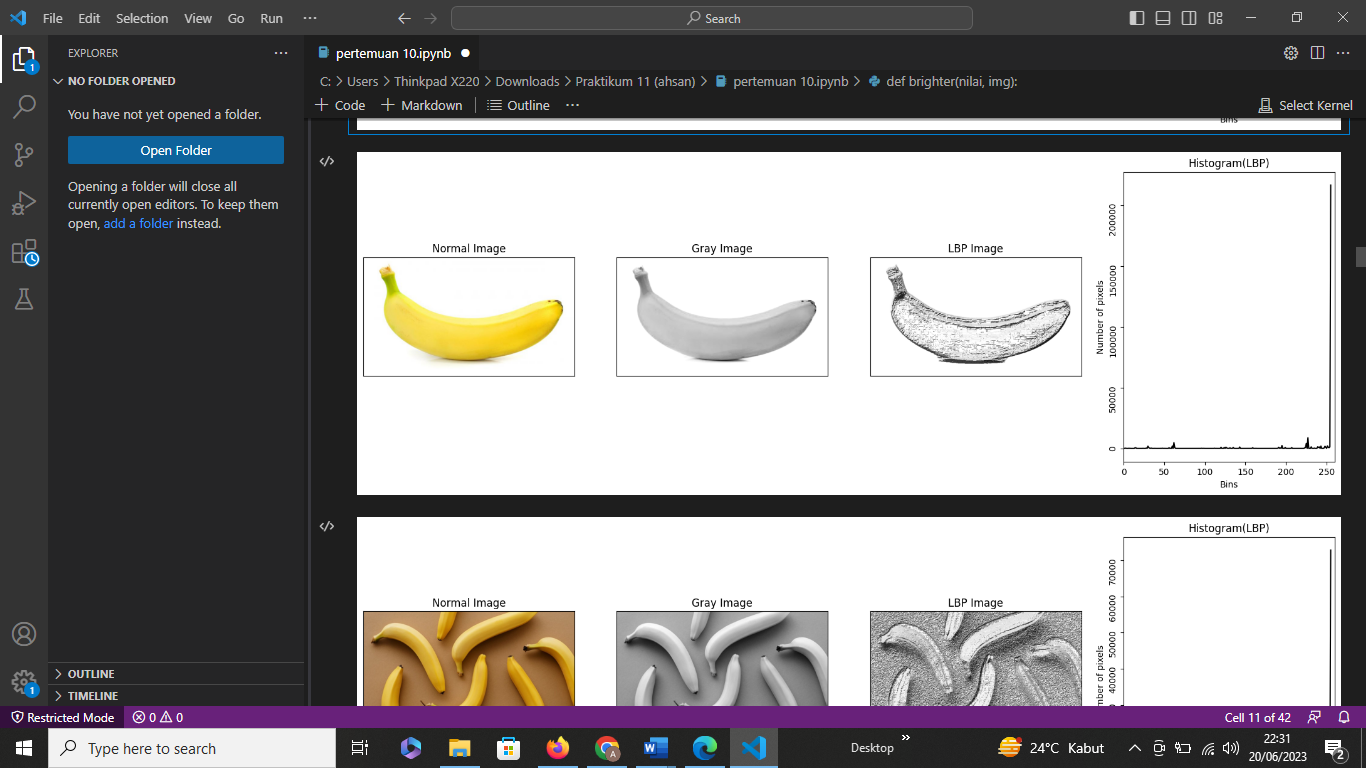 File Edit Selection View Go Run ··· Search
EXPLORER ···
NO FOLDER OPENED
You have not yet opened a folder.
Open Folder
Opening a folder will close all
currently open editors. To keep them
open, add a folder instead.
OUTLINE
TIMELINE
pertemuan 10.ipynb
C: > Users > Thinkpad X220 > Downloads > Praktikum 11 (ahsan) > pertemuan 10.ipynb > def brighter(nilai, img):
+ Code + Markdown Outline ··· Select Kernel
Bins
Histogram(LBP)
Normal Image Gray Image LBP Image
Number of pixels
200000
150000
100000
50000
0
0 50 100 150 200 250
Bins
Histogram(LBP)
Normal Image Gray Image LBP Image
70000
60000
50000
40000
mber of pixels
1
1
Restricted Mode 0 0 Cell 11 of 42
Type here to search Desktop » 24°C Kabut 22:31
20/06/2023
2